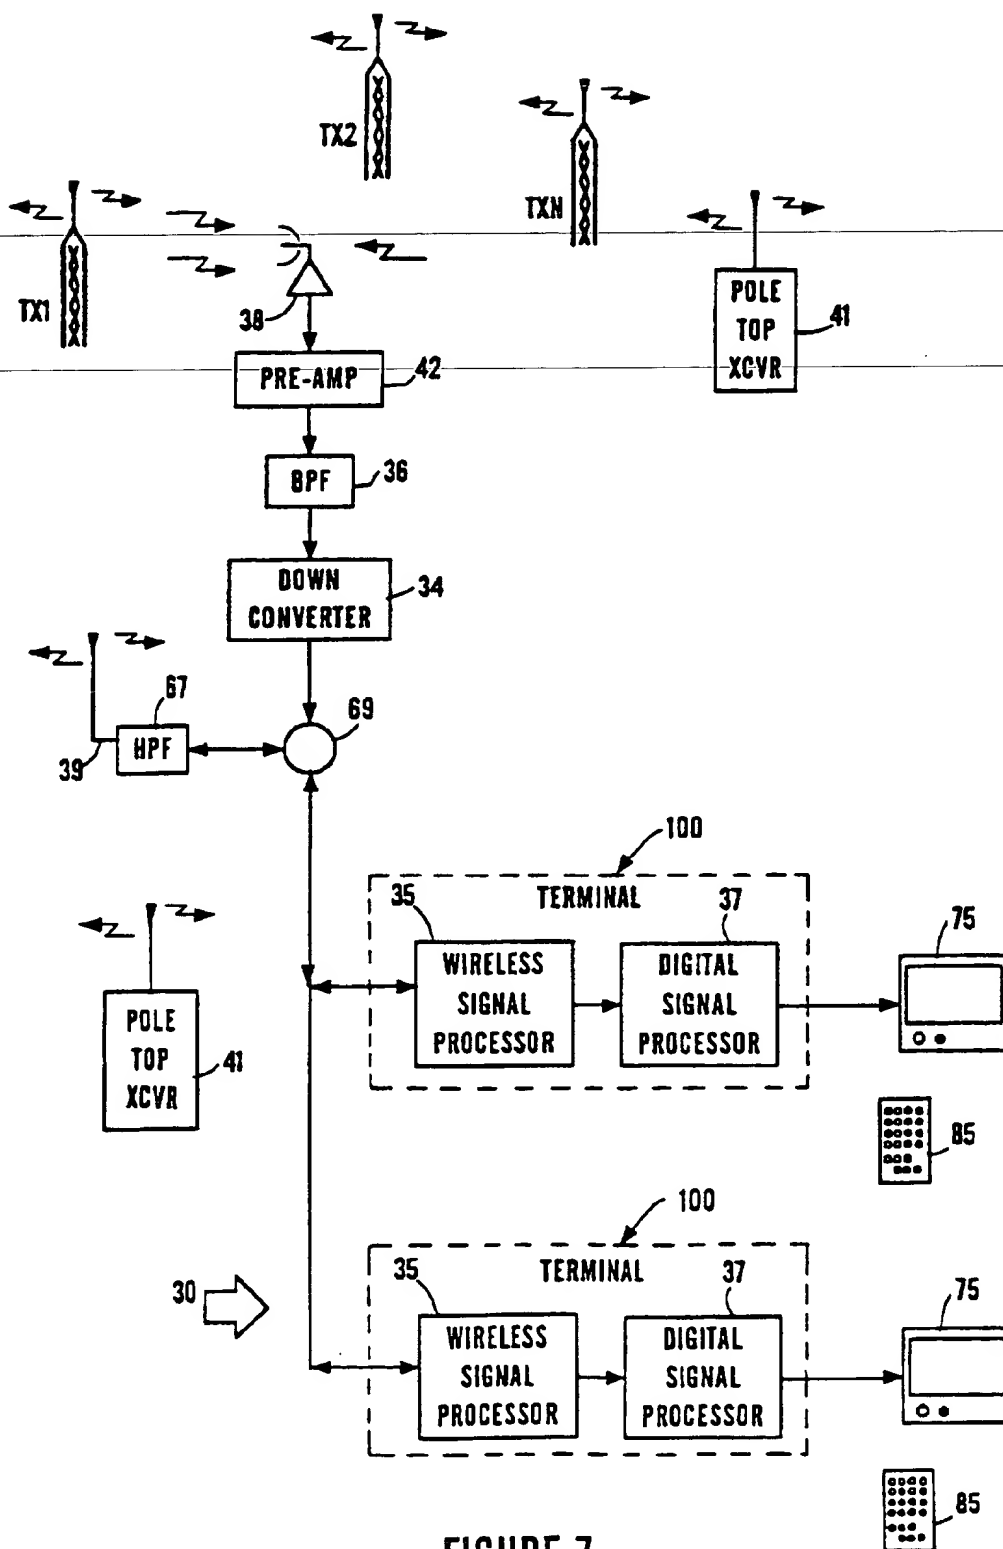 TX2
TXN
TX1
38
POLE
TOP
XCVR
41
PRE-AMP
42
BPF
36
DOWN
CONVERTER
34
67
69
HPF
39
100
TERMINAL
35
37
75
WIRELESS
SIGNAL
PROCESSOR
DIGITAL
SIGNAL
PROCESSOR
POLE
TOP
XCVR
41
85
100
TERMINAL
30
35
37
75
WIRELESS
SIGNAL
PROCESSOR
DIGITAL
SIGNAL
PROCESSOR
85
FIGURE 7